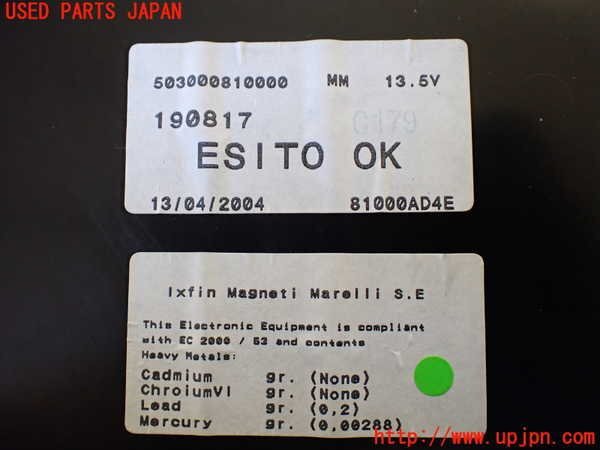 USED PARTS JAPAN
503000810000 MM 13.5V
190817 G179
ESITO OK
13/04/2004 81000AD4E
Ixfin Magneti Marelli S.E
This Electronic Equipment is compliant
with EC 2000 / 53 and contents
Heavy Metals:
Cadmium gr. (None)
ChroiumVI gr. (None)
Lead gr. (0,2)
Mercury gr. (0,00288)
http://www.upjpn.com/